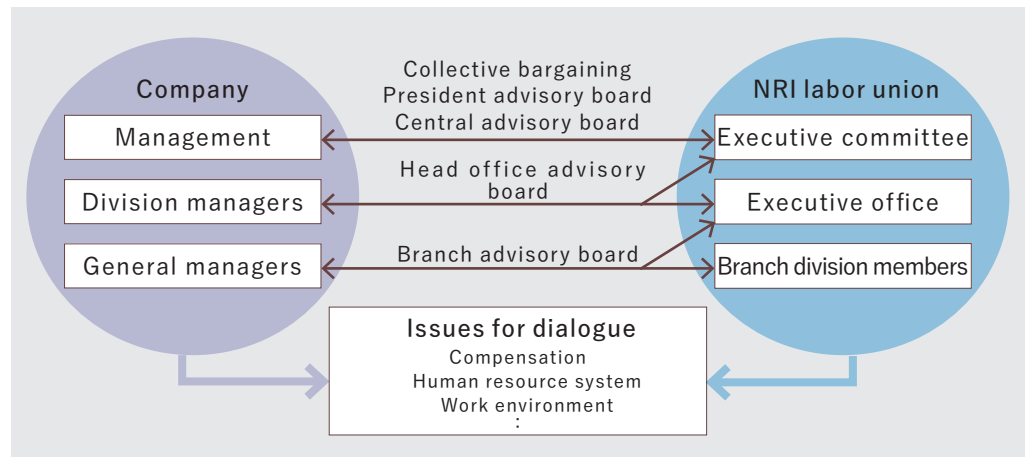 Company
Management
Division managers
General managers
Collective bargaining
President advisory board
Central advisory board
Head office advisory
board
Branch advisory board
NRI labor union
Executive committee
Executive office
Branch division members
Issues for dialogue
Compensation
Human resource system
Work environment
: